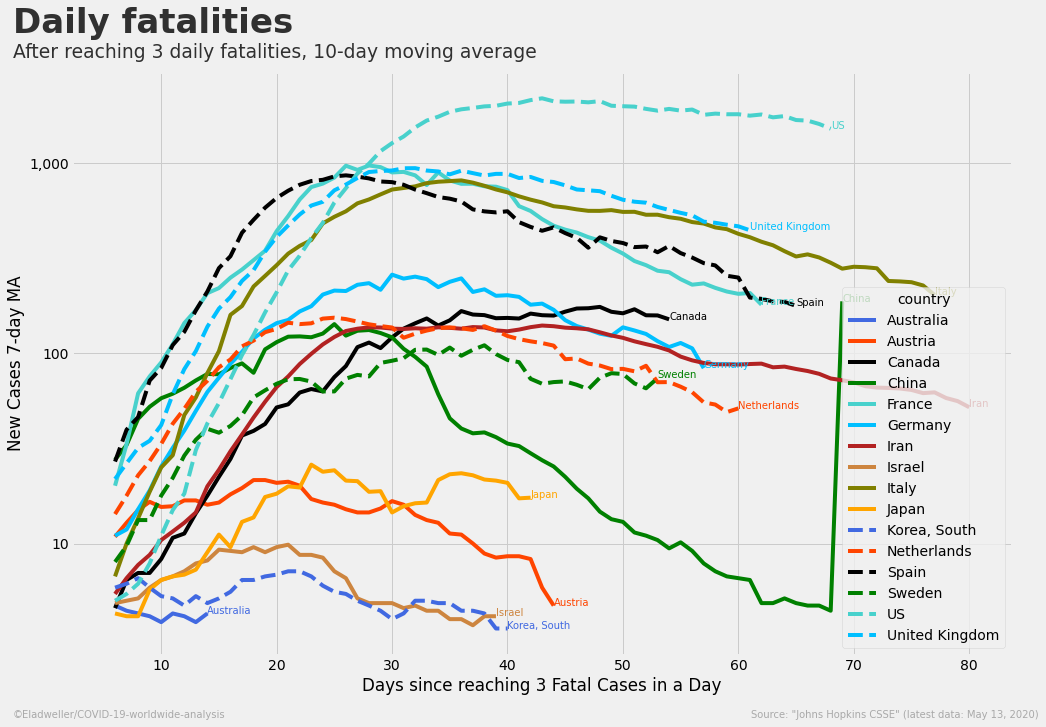 Daily fatalities
After reaching 3 daily fatalities, 10-day moving average
New Cases 7-day MA
1,000
100
10
US
United Kingdom
Italy
China
France
Spain
Canada
Germany
Sweden
Netherlands
Iran
Japan
Austria
Australia
Israel
Korea, South
country
Australia
Austria
Canada
China
France
Germany
Iran
Israel
Italy
Japan
Korea, South
Netherlands
Spain
Sweden
US
United Kingdom
10 20 30 40 50 60 70 80
Days since reaching 3 Fatal Cases in a Day
©Eladweller/COVID-19-worldwide-analysis
Source: "Johns Hopkins CSSE" (latest data: May 13, 2020)